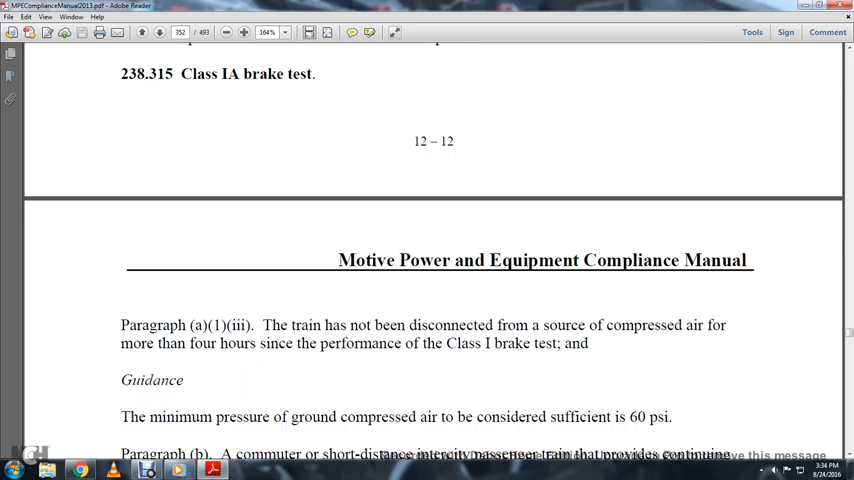 MPEComplianceManual2013.pdf - Adobe Reader
File Edit View Window Help
352 / 493 164% Tools Sign Comment
238.315 Class IA brake test.
12 – 12
Motive Power and Equipment Compliance Manual
Paragraph (a)(1)(iii). The train has not been disconnected from a source of compressed air for
more than four hours since the performance of the Class I brake test; and
Guidance
The minimum pressure of ground compressed air to be considered sufficient is 60 psi.
Paragraph (b). A commuter or short-distance intercity passenger train that provides continuing
this message
NCH
3:34 PM
8/24/2016